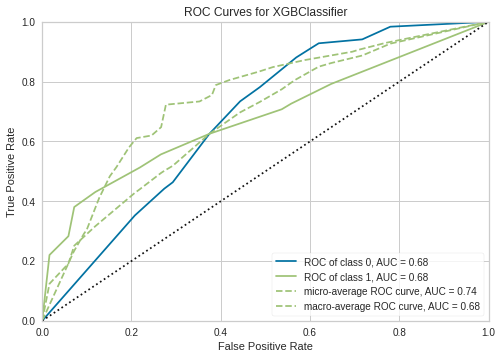 ROC Curves for XGBClassifier
1.0
0.8
0.6
0.4
0.2
0.0
True Positive Rate
ROC of class 0, AUC = 0.68
ROC of class 1, AUC = 0.68
micro-average ROC curve, AUC = 0.74
macro-average ROC curve, AUC = 0.68
0.0 0.2 0.4 0.6 0.8 1.0
False Positive Rate